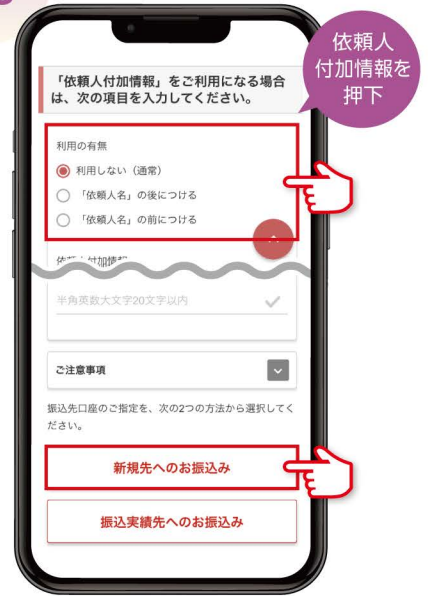 依頼人
付加情報を
押下
「依頼人付加情報」をご利用になる場合
は、次の項目を入力してください。
利用の有無
利用しない（通常）
「依頼人名」の後につける
「依頼人名」の前につける
依頼人付加情報
半角英数大文字20文字以内
ご注意事項
振込先口座のご指定を、次の2つの方法から選択してく
ださい。
新規先へのお振込み
振込実績先へのお振込み